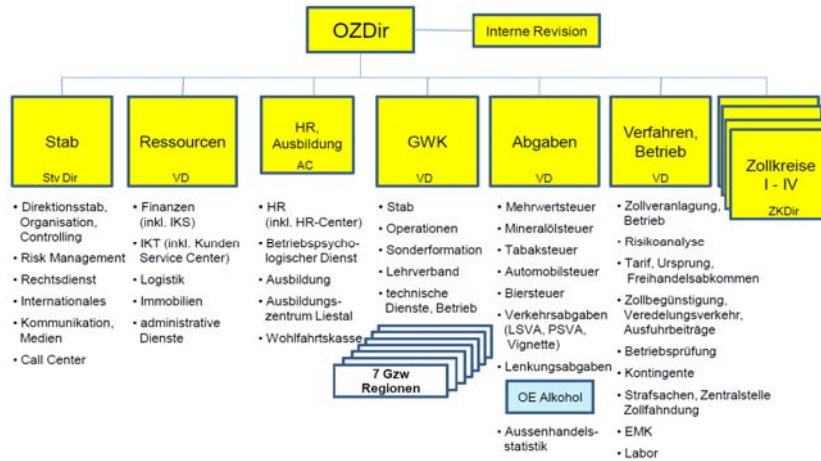 OZDir
Interne Revision
Stab
Stv Dir
• Direktionsstab,
Organisation,
Controlling
• Risk Management
• Rechtsdienst
• Internationales
• Kommunikation,
Medien
• Call Center
Ressourcen
VD
• Finanzen
(inkl. IKS)
• IKT (inkl. Kunden
Service Center)
• Logistik
• Immobilien
• administrative
Dienste
HR,
Ausbildung
AC
• HR
(inkl. HR-Center)
• Betriebspsycho-
logischer Dienst
• Ausbildung
• Ausbildungs-
zentrum Liestal
• Wohlfahrtskasse
GWK
VD
• Stab
• Operationen
• Sonderformation
• Lehrverband
• technische
Dienste, Betrieb
7 Gzw
Regionen
Abgaben
VD
• Mehrwertsteuer
• Mineralölsteuer
• Tabaksteuer
• Automobilsteuer
• Biersteuer
• Verkehrsabgaben
(LSVA, PSVA,
Vignette)
• Lenkungsabgaben
OE Alkohol
• Aussenhandels-
statistik
Verfahren,
Betrieb
VD
• Zollveranlagung,
Betrieb
• Risikoanalyse
• Tarif, Ursprung,
Freihandelsabkommen
• Zollbegünstigung,
Veredelungsverkehr,
Ausfuhrbeiträge
• Betriebsprüfung
• Kontingente
• Strafsachen, Zentralstelle
Zollfahndung
• EMK
• Labor
Zollkreise
I - IV
ZKDir